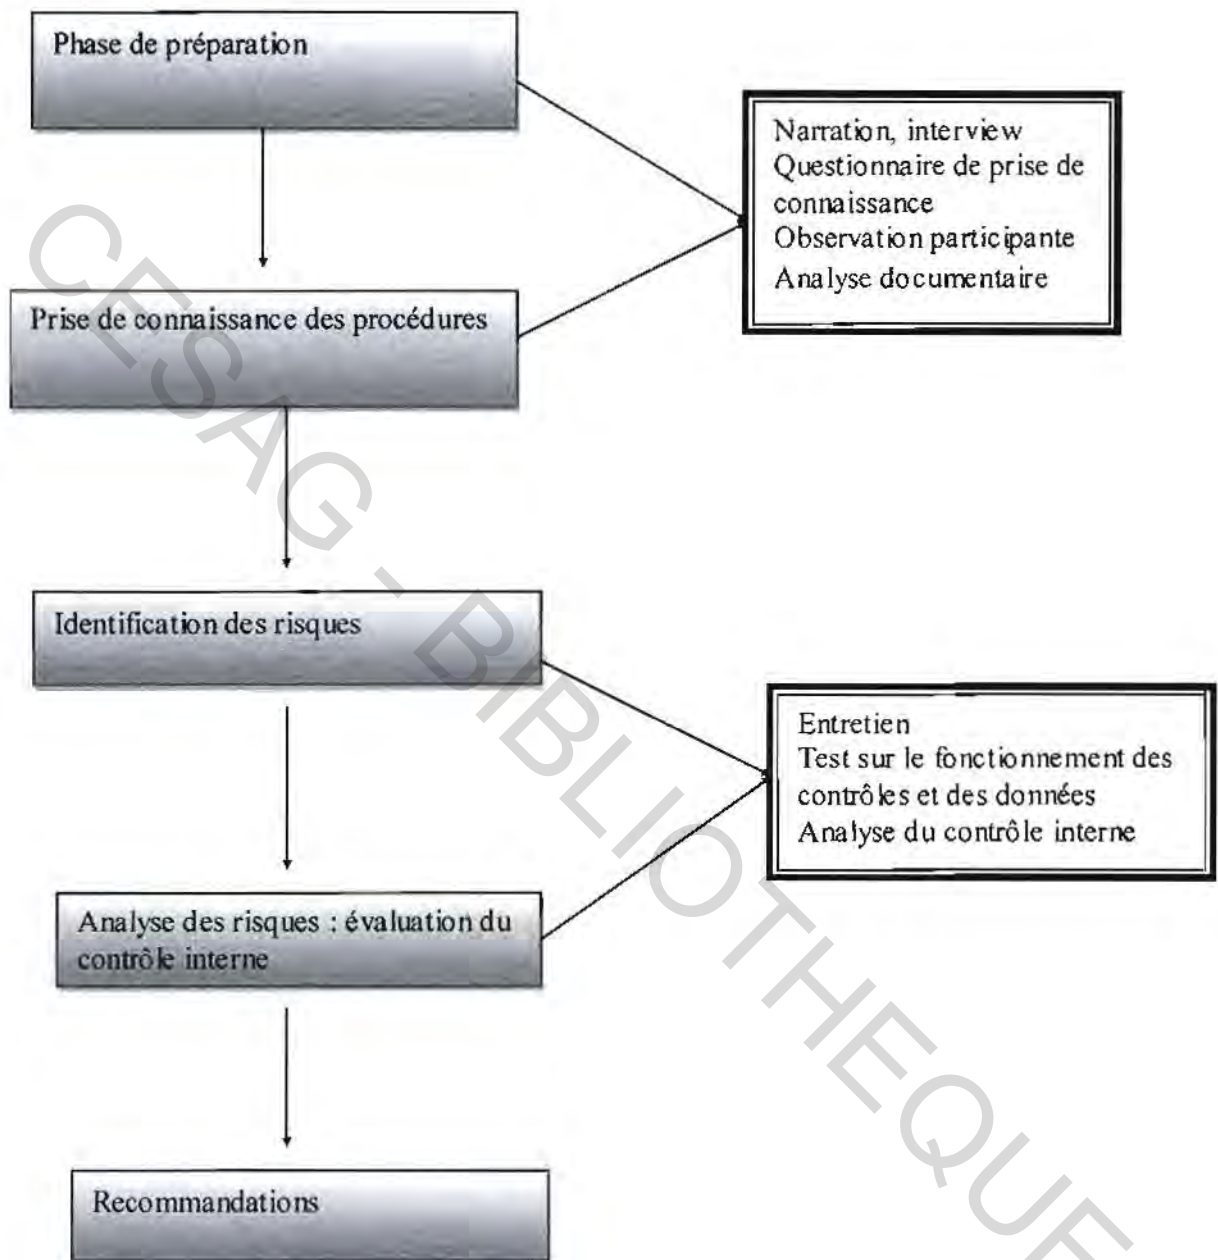 Phase de préparation
Narration, interview
Questionnaire de prise de
connaissance
Observation participante
Analyse documentaire
Prise de connaissance des procédures
Identification des risques
Entretien
Test sur le fonctionnement des
contrôles et des données
Analyse du contrôle interne
Analyse des risques : évaluation du
contrôle interne
Recommandations
CESAG - BIBLIOTHEQUE